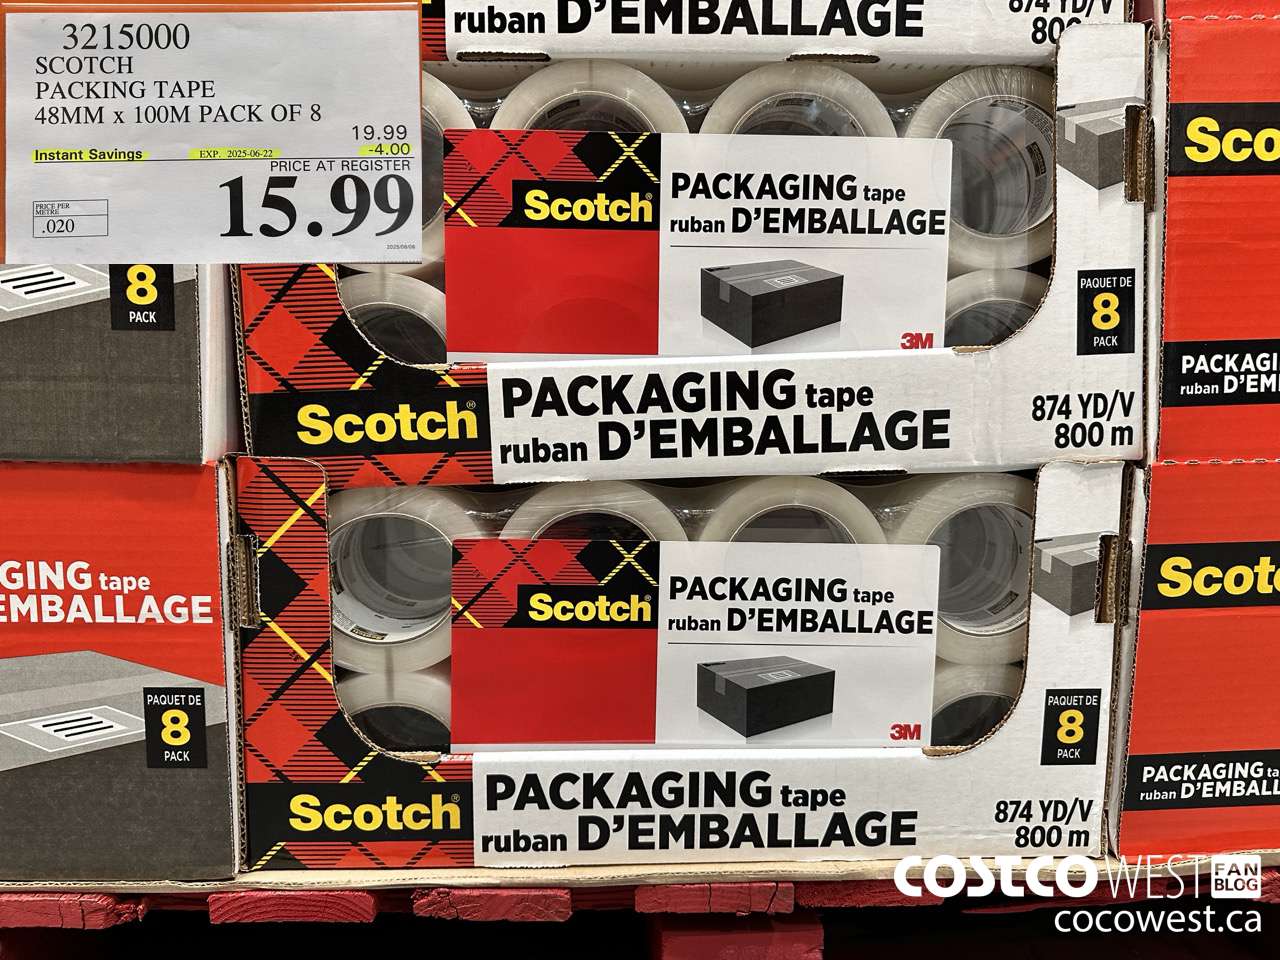 3215000
SCOTCH
PACKING TAPE
48MM x 100M PACK OF 8
19.99
Instant Savings EXP. 2025-06-22 -4.00
PRICE AT REGISTER
15.99
PRICE PER
METRE
.020
2025/06/06
ruban D'EMBALLAGE
874 YD/V
800
8
PACK
Scotch
PACKAGING tape
ruban D'EMBALLAGE
3M
PAQUET DE
8
PACK
Scotch®
PACKAGING tape
ruban D'EMBALLAGE
874 YD/V
800 m
Sco
PACKAGI
ruban D'EM
GING tape
EMBALLAGE
PAQUET DE
8
PACK
Scotch
PACKAGING tape
ruban D'EMBALLAGE
3M
PAQUET DE
8
PACK
Scotch®
PACKAGING tape
ruban D'EMBALLAGE
874 YD/V
800 m
Scotc
PACKAGING ta
ruban D'EMBALL
COSTCO WEST FAN BLOG
cocowest.ca